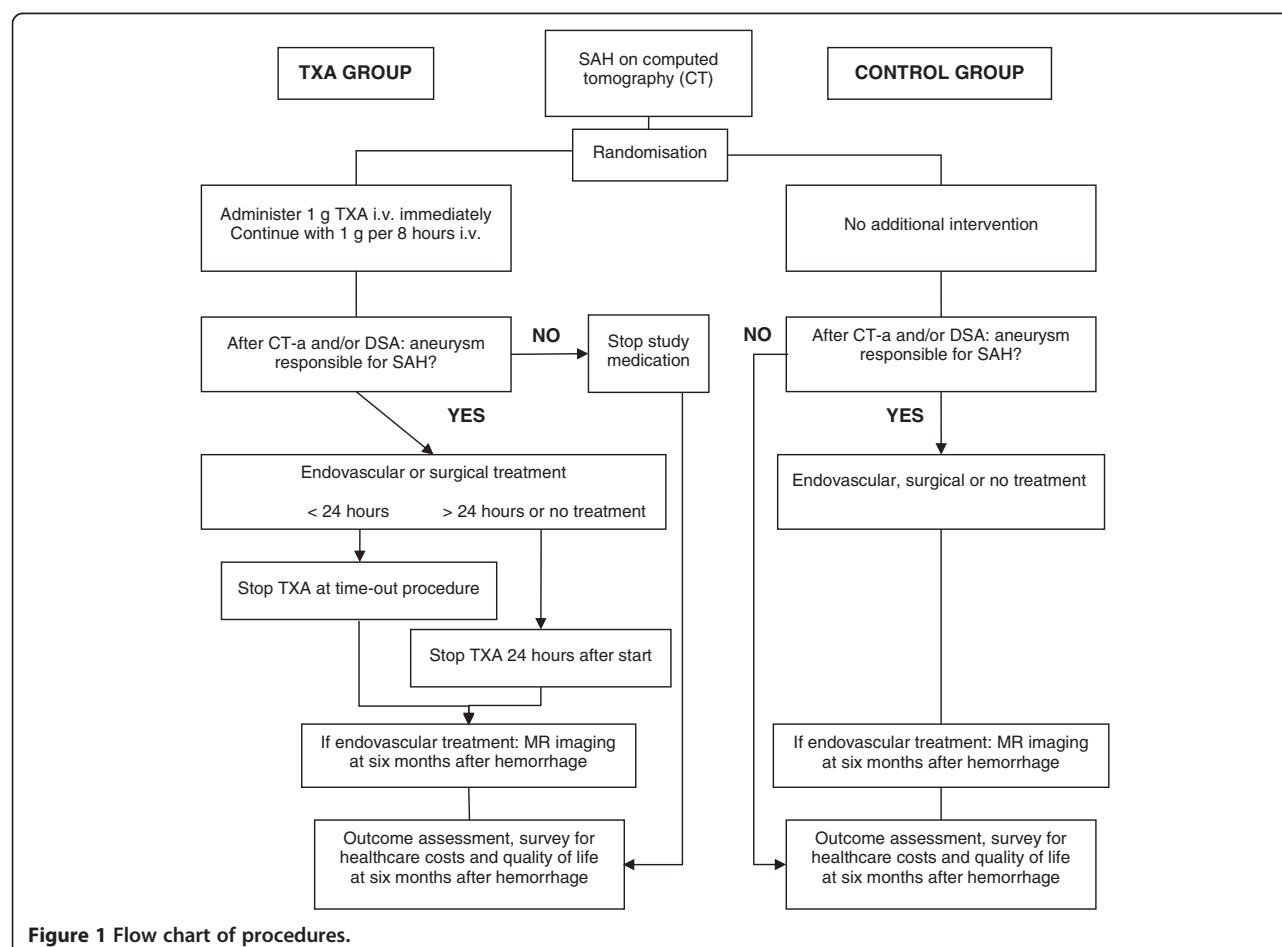 TXA GROUP
SAH on computed
tomography (CT)
CONTROL GROUP
Randomisation
Administer 1 g TXA i.v. immediately
Continue with 1 g per 8 hours i.v.
No additional intervention
After CT-a and/or DSA: aneurysm
responsible for SAH?
NO
Stop study
medication
NO
After CT-a and/or DSA: aneurysm
responsible for SAH?
YES
YES
Endovascular or surgical treatment
< 24 hours > 24 hours or no treatment
Endovascular, surgical or no treatment
Stop TXA at time-out procedure
Stop TXA 24 hours after start
If endovascular treatment: MR imaging
at six months after hemorrhage
If endovascular treatment: MR imaging
at six months after hemorrhage
Outcome assessment, survey for
healthcare costs and quality of life
at six months after hemorrhage
Outcome assessment, survey for
healthcare costs and quality of life
at six months after hemorrhage
Figure 1 Flow chart of procedures.